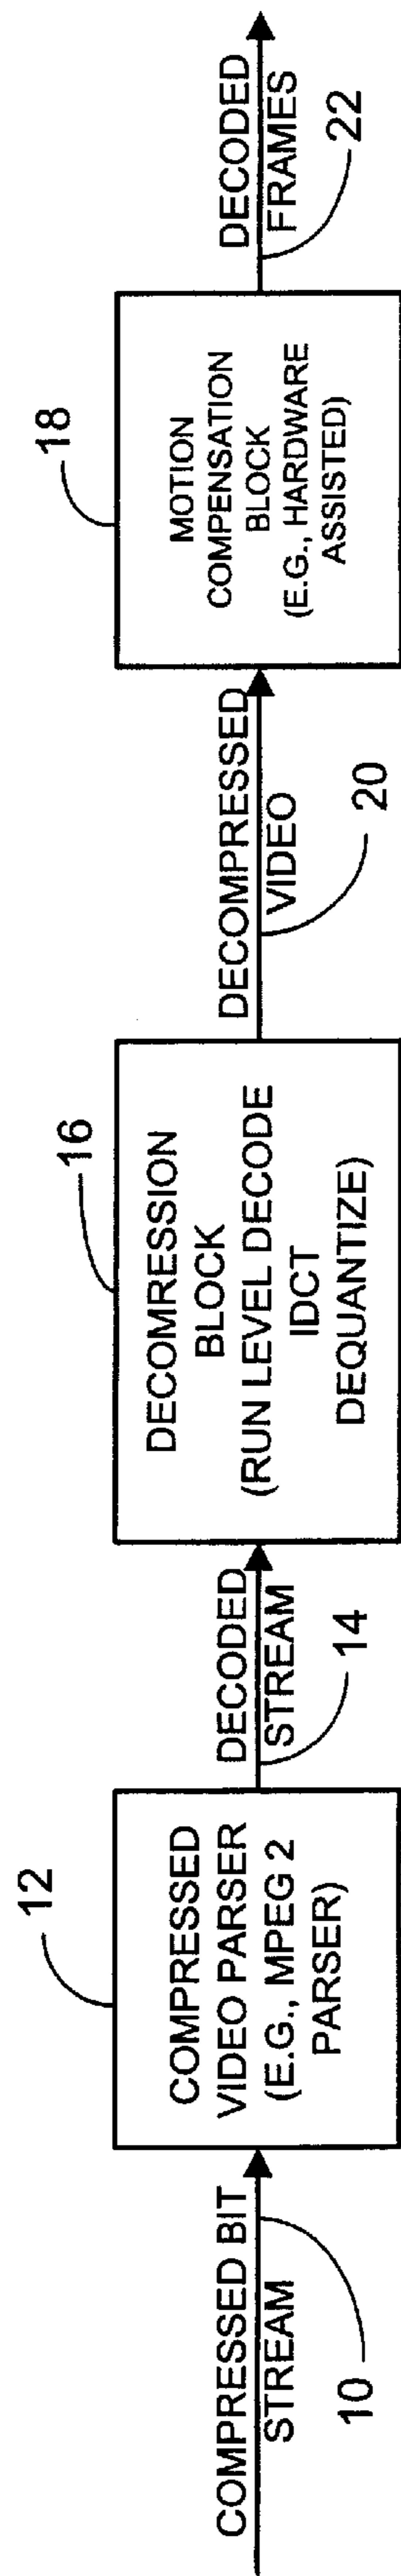 COMPRESSED BIT
STREAM
10
12
COMPRESSED
VIDEO PARSER
(E.G., MPEG 2
PARSER)
DECODED
STREAM
14
16
DECOMRESSION
BLOCK
(RUN LEVEL DECODE
IDCT
DEQUANTIZE)
DECOMPRESSED
VIDEO
20
18
MOTION
COMPENSATION
BLOCK
(E.G., HARDWARE
ASSISTED)
DECODED
FRAMES
22